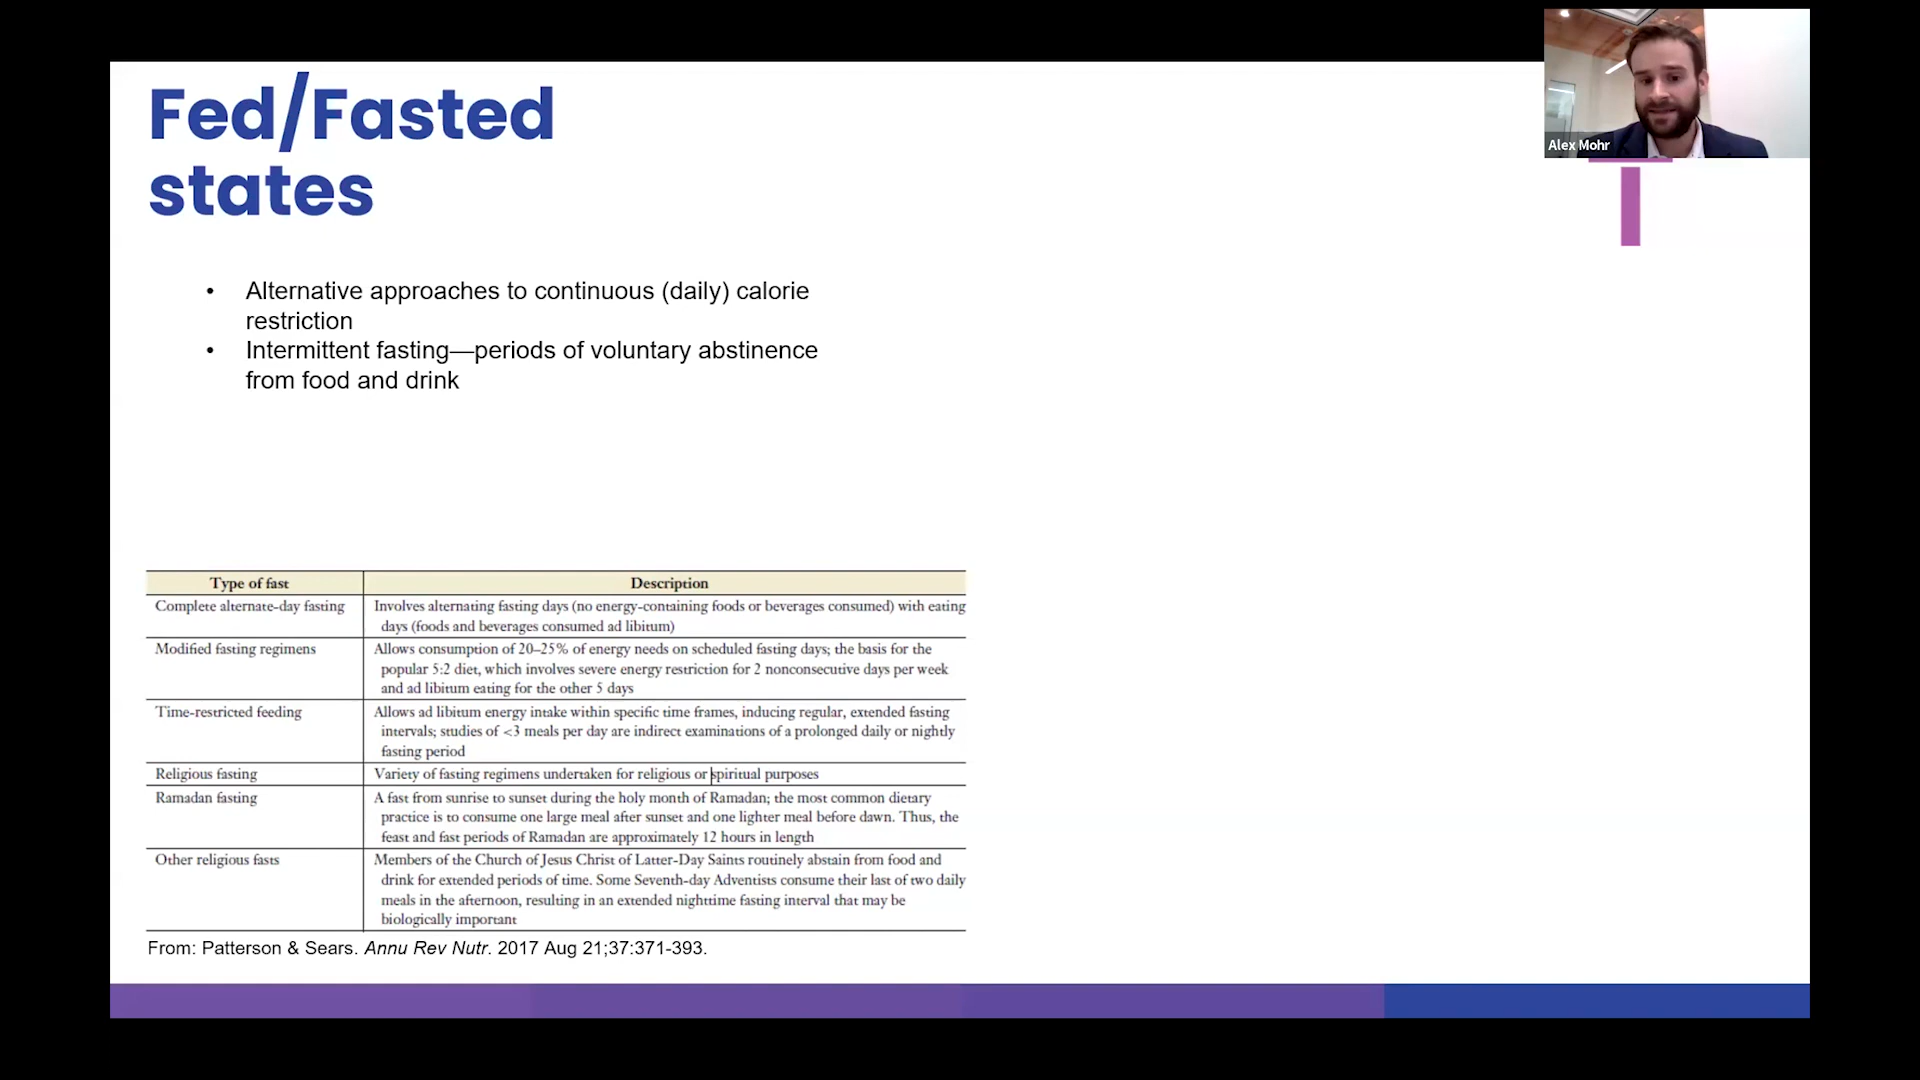 Fed/Fasted
states
Alex Mohr
• Alternative approaches to continuous (daily) calorie
restriction
• Intermittent fasting—periods of voluntary abstinence
from food and drink
Type of fast Description
Complete alternate-day fasting Involves alternating fasting days (no energy-containing foods or beverages consumed) with eating
days (foods and beverages consumed ad libitum)
Modified fasting regimens Allows consumption of 20–25% of energy needs on scheduled fasting days; the basis for the
popular 5:2 diet, which involves severe energy restriction for 2 nonconsecutive days per week
and ad libitum eating for the other 5 days
Time-restricted feeding Allows ad libitum energy intake within specific time frames, inducing regular, extended fasting
intervals; studies of <3 meals per day are indirect examinations of a prolonged daily or nightly
fasting period
Religious fasting Variety of fasting regimens undertaken for religious or spiritual purposes
Ramadan fasting A fast from sunrise to sunset during the holy month of Ramadan; the most common dietary
practice is to consume one large meal after sunset and one lighter meal before dawn. Thus, the
feast and fast periods of Ramadan are approximately 12 hours in length
Other religious fasts Members of the Church of Jesus Christ of Latter-Day Saints routinely abstain from food and
drink for extended periods of time. Some Seventh-day Adventists consume their last of two daily
meals in the afternoon, resulting in an extended nighttime fasting interval that may be
biologically important
From: Patterson & Sears. Annu Rev Nutr. 2017 Aug 21;37:371-393.